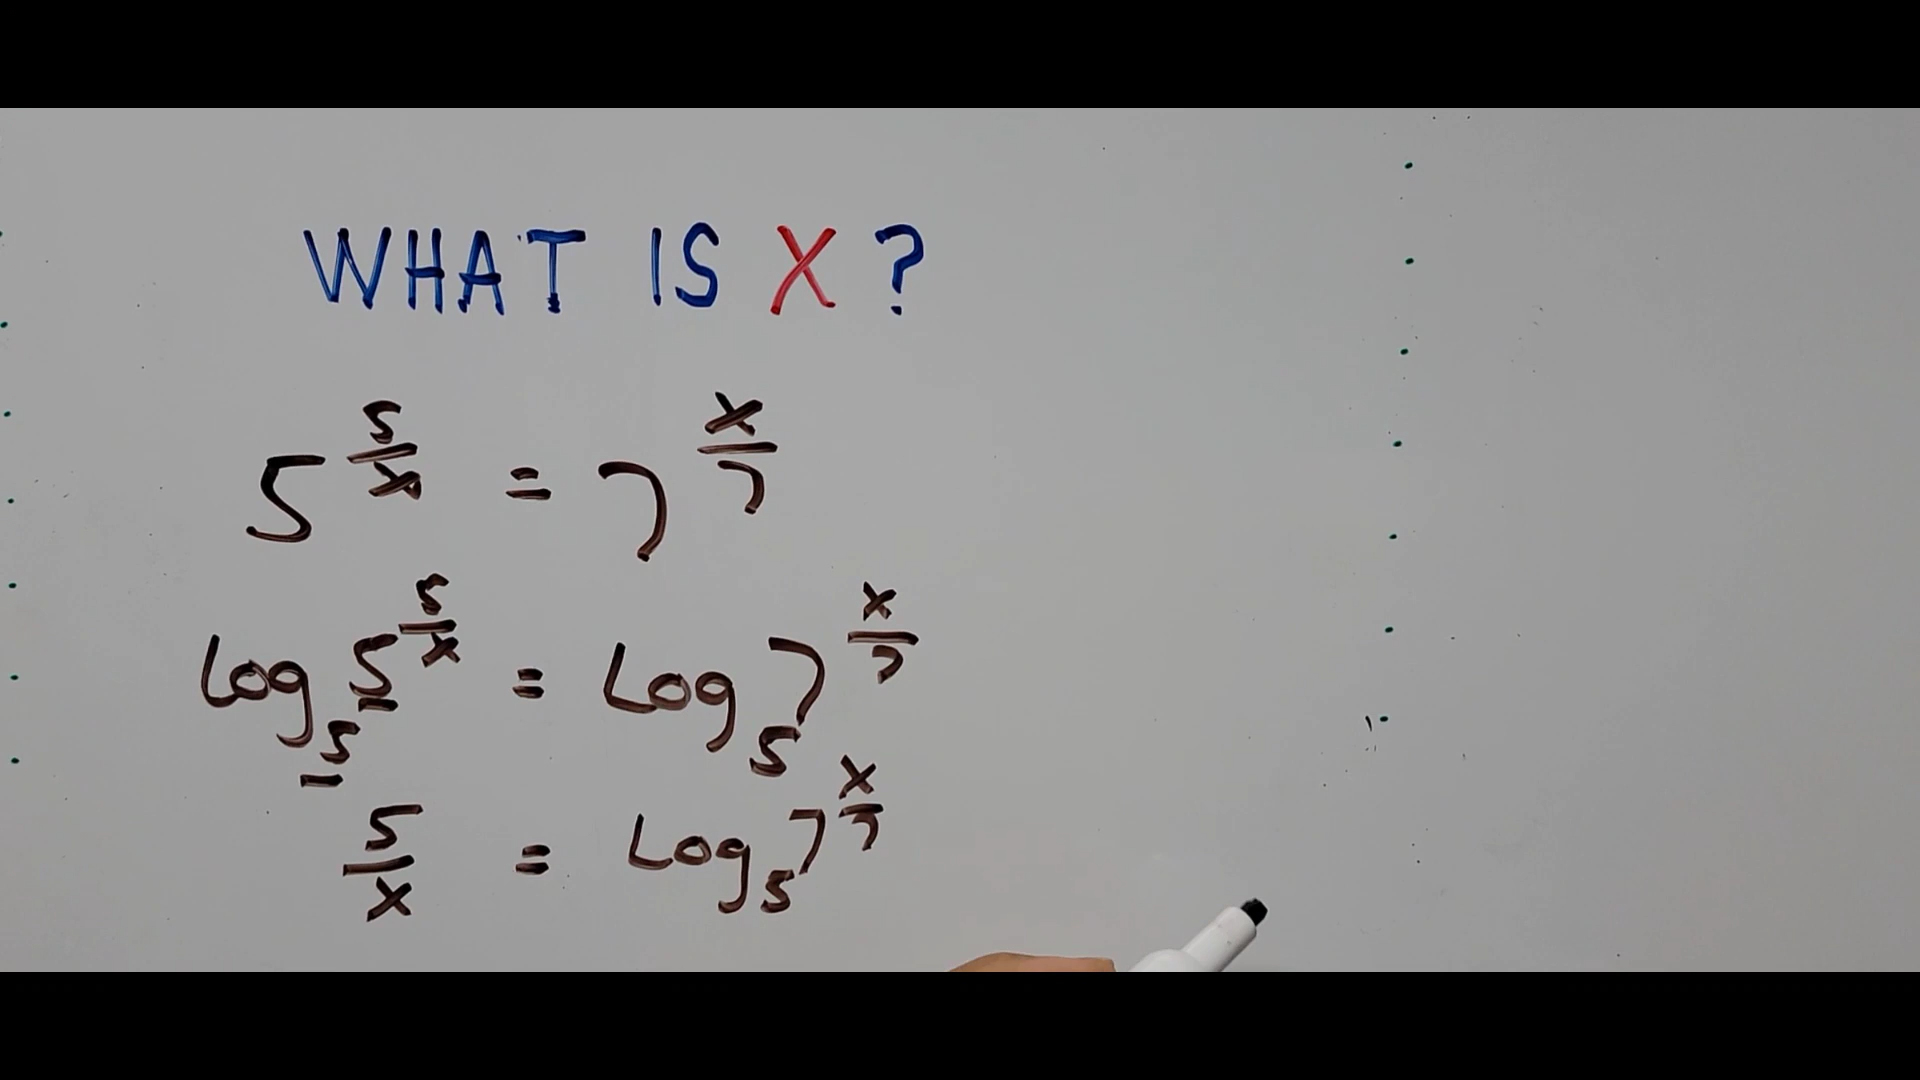 WHAT IS X?
5^(5/x) = 7^(x/7)
log_5 5^(5/x) = log_5 7^(x/7)
5/x = log_5 7^(x/7)